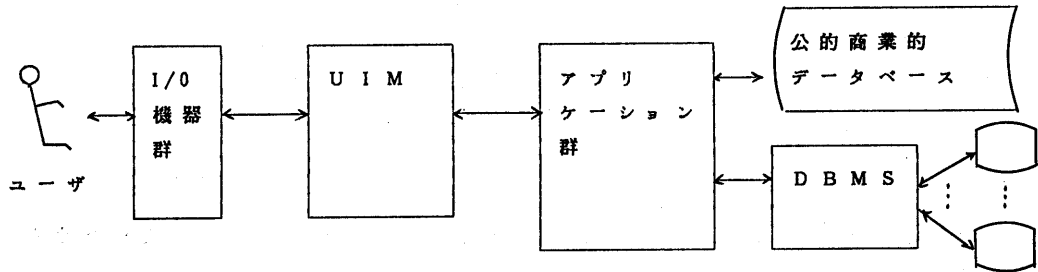 ユーザ
I/O
機器
群
UIM
アプリ
ケーション
群
公的商業的
データベース
DBMS